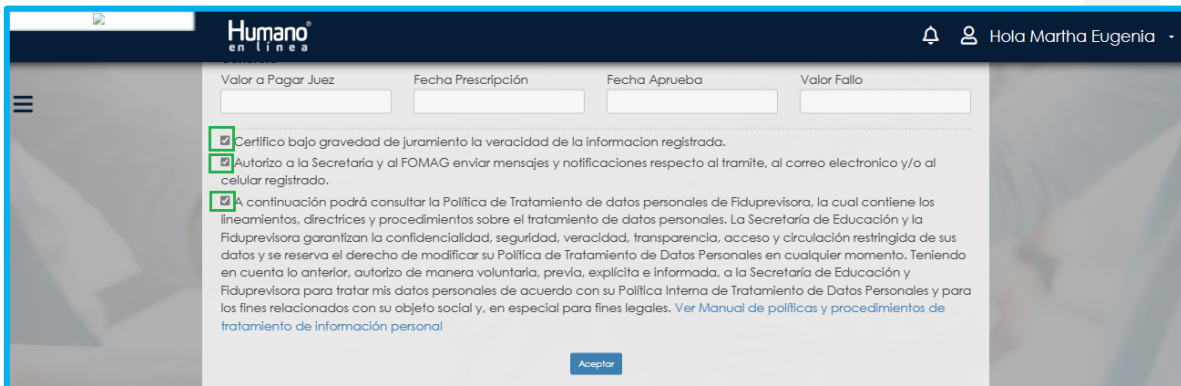 Humano®
en línea
Hola Martha Eugenia
Valor a Pagar Juez
Fecha Prescripción
Fecha Aprueba
Valor Fallo
Certifico bajo gravedad de juramiento la veracidad de la informacion registrada.
Autorizo a la Secretaria y al FOMAG enviar mensajes y notificaciones respecto al tramite, al correo electronico y/o al
celular registrado.
A continuación podrá consultar la Política de Tratamiento de datos personales de Fiduprevisora, la cual contiene los
lineamientos, directrices y procedimientos sobre el tratamiento de datos personales. La Secretaría de Educación y la
Fiduprevisora garantizan la confidencialidad, seguridad, veracidad, transparencia, acceso y circulación restringida de sus
datos y se reserva el derecho de modificar su Política de Tratamiento de Datos Personales en cualquier momento. Teniendo
en cuenta lo anterior, autorizo de manera voluntaria, previa, explícita e informada, a la Secretaría de Educación y
Fiduprevisora para tratar mis datos personales de acuerdo con su Política Interna de Tratamiento de Datos Personales y para
los fines relacionados con su objeto social y, en especial para fines legales. Ver Manual de políticas y procedimientos de
tratamiento de información personal
Aceptar